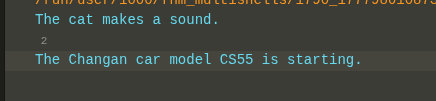 The cat makes a sound.
2
The Changan car model CS55 is starting.